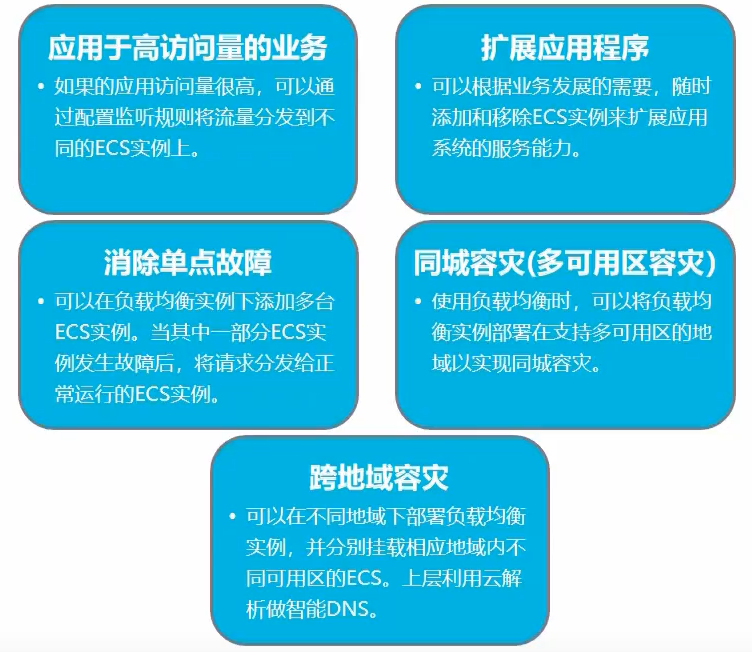 应用于高访问量的业务
• 如果的应用访问量很高，可以通
过配置监听规则将流量分发到不
同的ECS实例上。
扩展应用程序
• 可以根据业务发展的需要，随时
添加和移除ECS实例来扩展应用
系统的服务能力。
消除单点故障
• 可以在负载均衡实例下添加多台
ECS实例。当其中一部分ECS实
例发生故障后，将请求分发给正
常运行的ECS实例。
同城容灾(多可用区容灾）
• 使用负载均衡时，可以将负载均
衡实例部署在支持多可用区的地
域以实现同城容灾。
跨地域容灾
• 可以在不同地域下部署负载均衡
实例，并分别挂载相应地域内不
同可用区的ECS。上层利用云解
析做智能DNS。